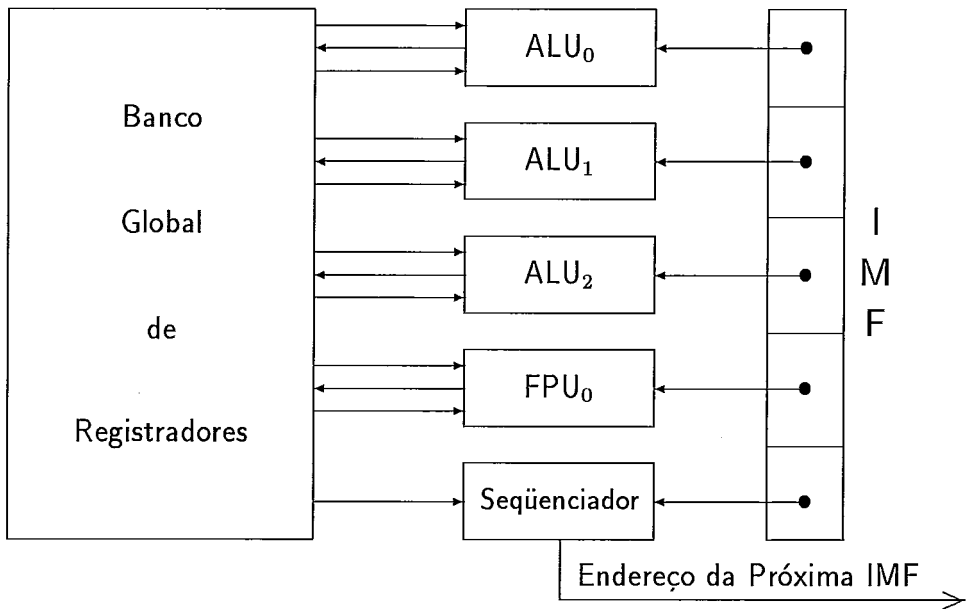 Banco
Global
de
Registradores
ALU₀
ALU₁
ALU₂
FPU₀
Seqüenciador
I
M
F
Endereço da Próxima IMF